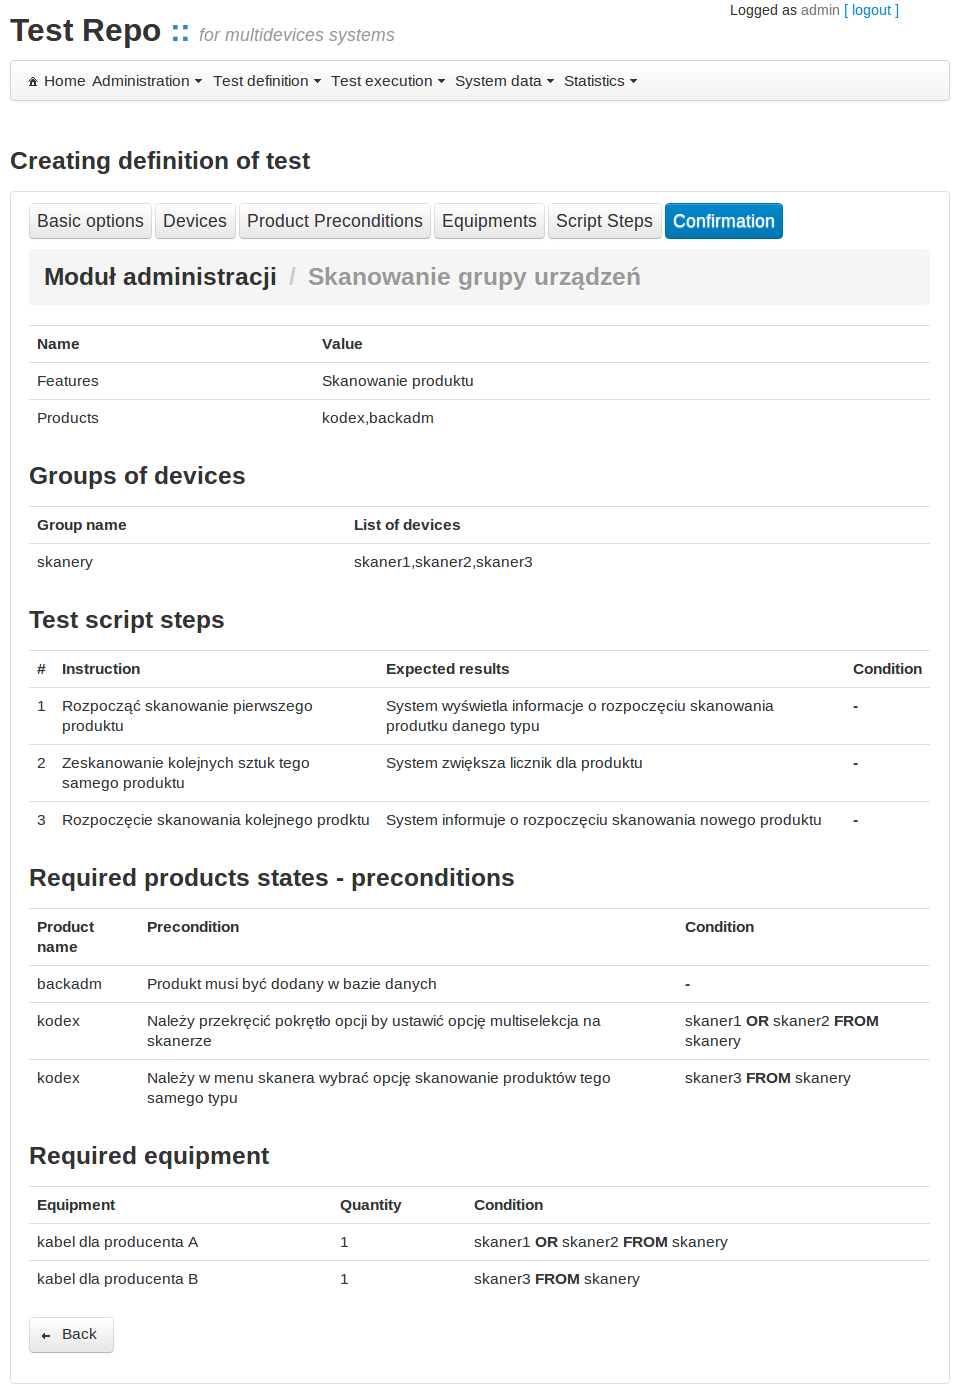 Logged as admin [ logout ]
Test Repo :: for multidevices systems
Home Administration Test definition Test execution System data Statistics
Creating definition of test
Basic options Devices Product Preconditions Equipments Script Steps Confirmation
Moduł administracji / Skanowanie grupy urządzeń
Name Value
Features Skanowanie produktu
Products kodex,backadm
Groups of devices
Group name List of devices
skanery skaner1,skaner2,skaner3
Test script steps
# Instruction Expected results Condition
1 Rozpocząć skanowanie pierwszego System wyświetla informacje o rozpoczęciu skanowania -
produktu produtku danego typu
2 Zeskanowanie kolejnych sztuk tego System zwiększa licznik dla produktu -
samego produktu
3 Rozpoczęcie skanowania kolejnego prodktu System informuje o rozpoczęciu skanowania nowego produktu -
Required products states - preconditions
Product Precondition Condition
name
backadm Produkt musi być dodany w bazie danych -
kodex Należy przekręcić pokrętło opcji by ustawić opcję multiselekcja na skaner1 OR skaner2 FROM
skanerze skanery
kodex Należy w menu skanera wybrać opcję skanowanie produktów tego skaner3 FROM skanery
samego typu
Required equipment
Equipment Quantity Condition
kabel dla producenta A 1 skaner1 OR skaner2 FROM skanery
kabel dla producenta B 1 skaner3 FROM skanery
Back